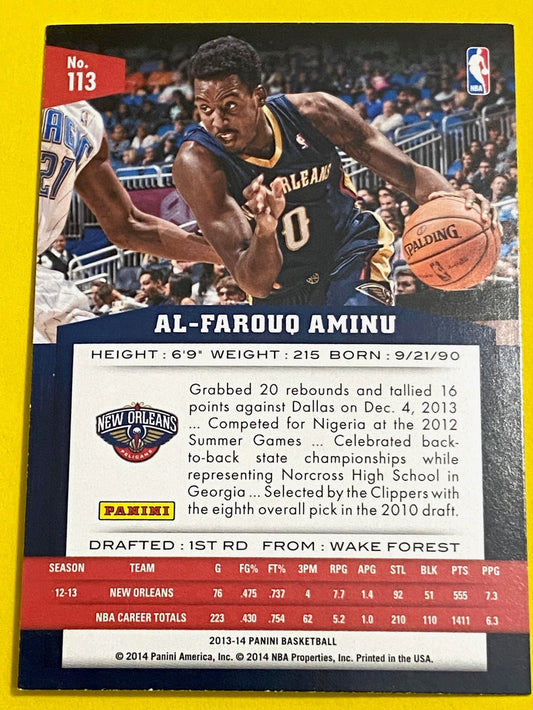 No.
113
NBA
AGIC
21
ORLEANS
0
SPALDING
AL-FAROUQ AMINU
HEIGHT : 6'9" WEIGHT : 215 BORN : 9/21/90
Grabbed 20 rebounds and tallied 16
points against Dallas on Dec. 4, 2013
... Competed for Nigeria at the 2012
Summer Games ... Celebrated back-
to-back state championships while
representing Norcross High School in
Georgia ... Selected by the Clippers with
the eighth overall pick in the 2010 draft.
NEW ORLEANS
PELICANS
PANINI
DRAFTED : 1ST RD FROM : WAKE FOREST
SEASON TEAM G FG% FT% 3PM RPG APG STL BLK PTS PPG
12-13 NEW ORLEANS 76 .475 .737 4 7.7 1.4 92 51 555 7.3
NBA CAREER TOTALS 223 .430 .754 62 5.2 1.0 210 110 1411 6.3
2013-14 PANINI BASKETBALL
© 2014 Panini America, Inc. © 2014 NBA Properties, Inc. Printed in the USA.